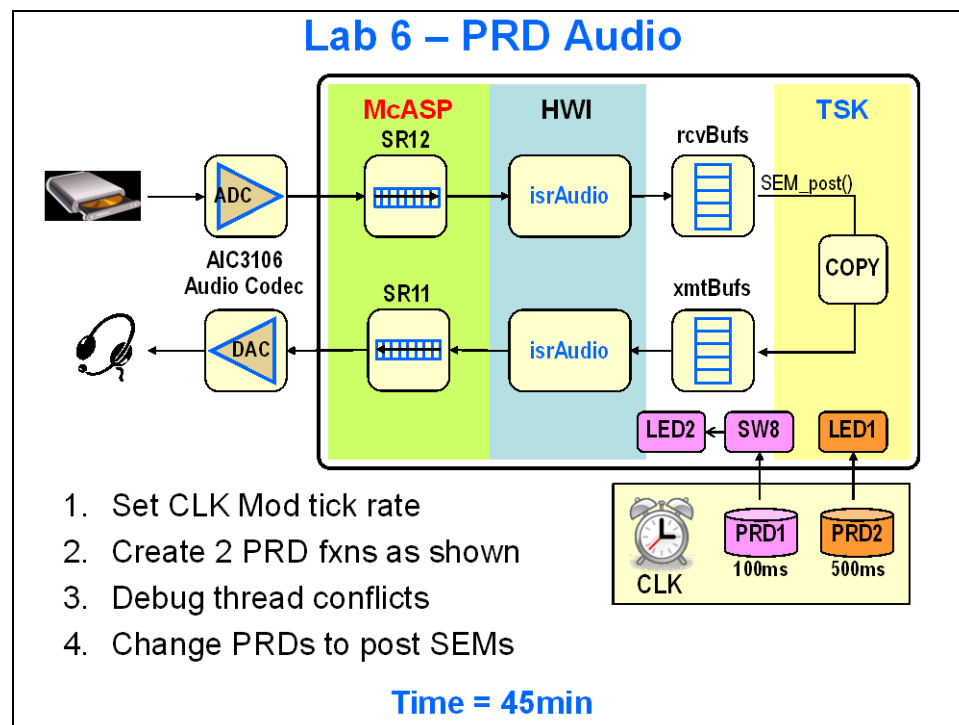 Lab 6 – PRD Audio
McASP
HWI
TSK
SR12
rcvBufs
SEM_post()
ADC
isrAudio
COPY
AIC3106
Audio Codec
SR11
xmtBufs
DAC
isrAudio
LED2
SW8
LED1
PRD1
PRD2
100ms
500ms
CLK
1. Set CLK Mod tick rate
2. Create 2 PRD fxns as shown
3. Debug thread conflicts
4. Change PRDs to post SEMs
Time = 45min